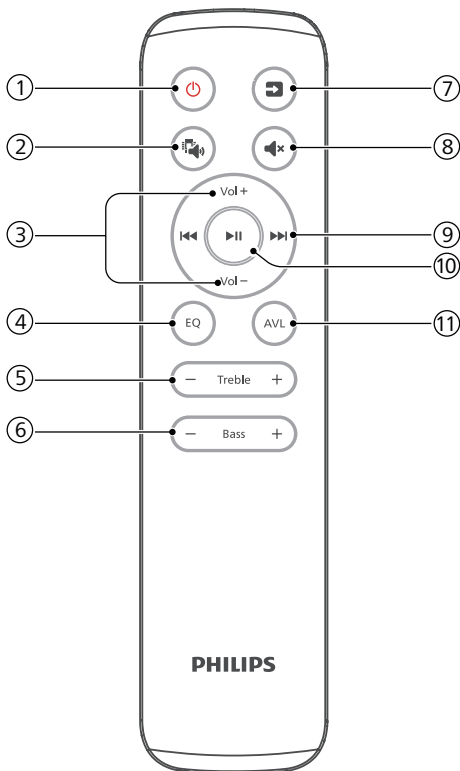 ① ⑦
② ⑧
Vol +
③ ⑨
⑩
Vol −
④ EQ AVL ⑪
⑤ − Treble +
⑥ − Bass +
PHILIPS